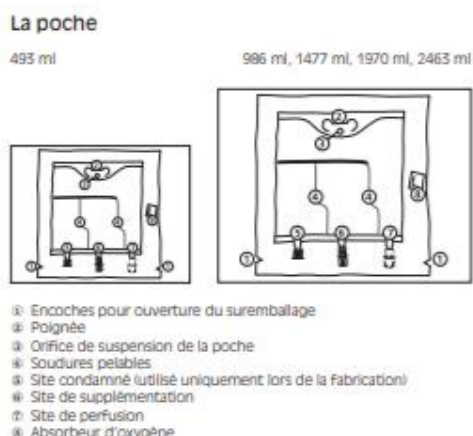 La poche
493 ml
986 ml, 1477 ml, 1970 ml, 2463 ml
① Encoches pour ouverture du suremballage
② Poignée
③ Orifice de suspension de la poche
④ Soudures pelables
⑤ Site condamné (utilisé uniquement lors de la fabrication)
⑥ Site de supplémentation
⑦ Site de perfusion
⑧ Absorbeur d'oxygène